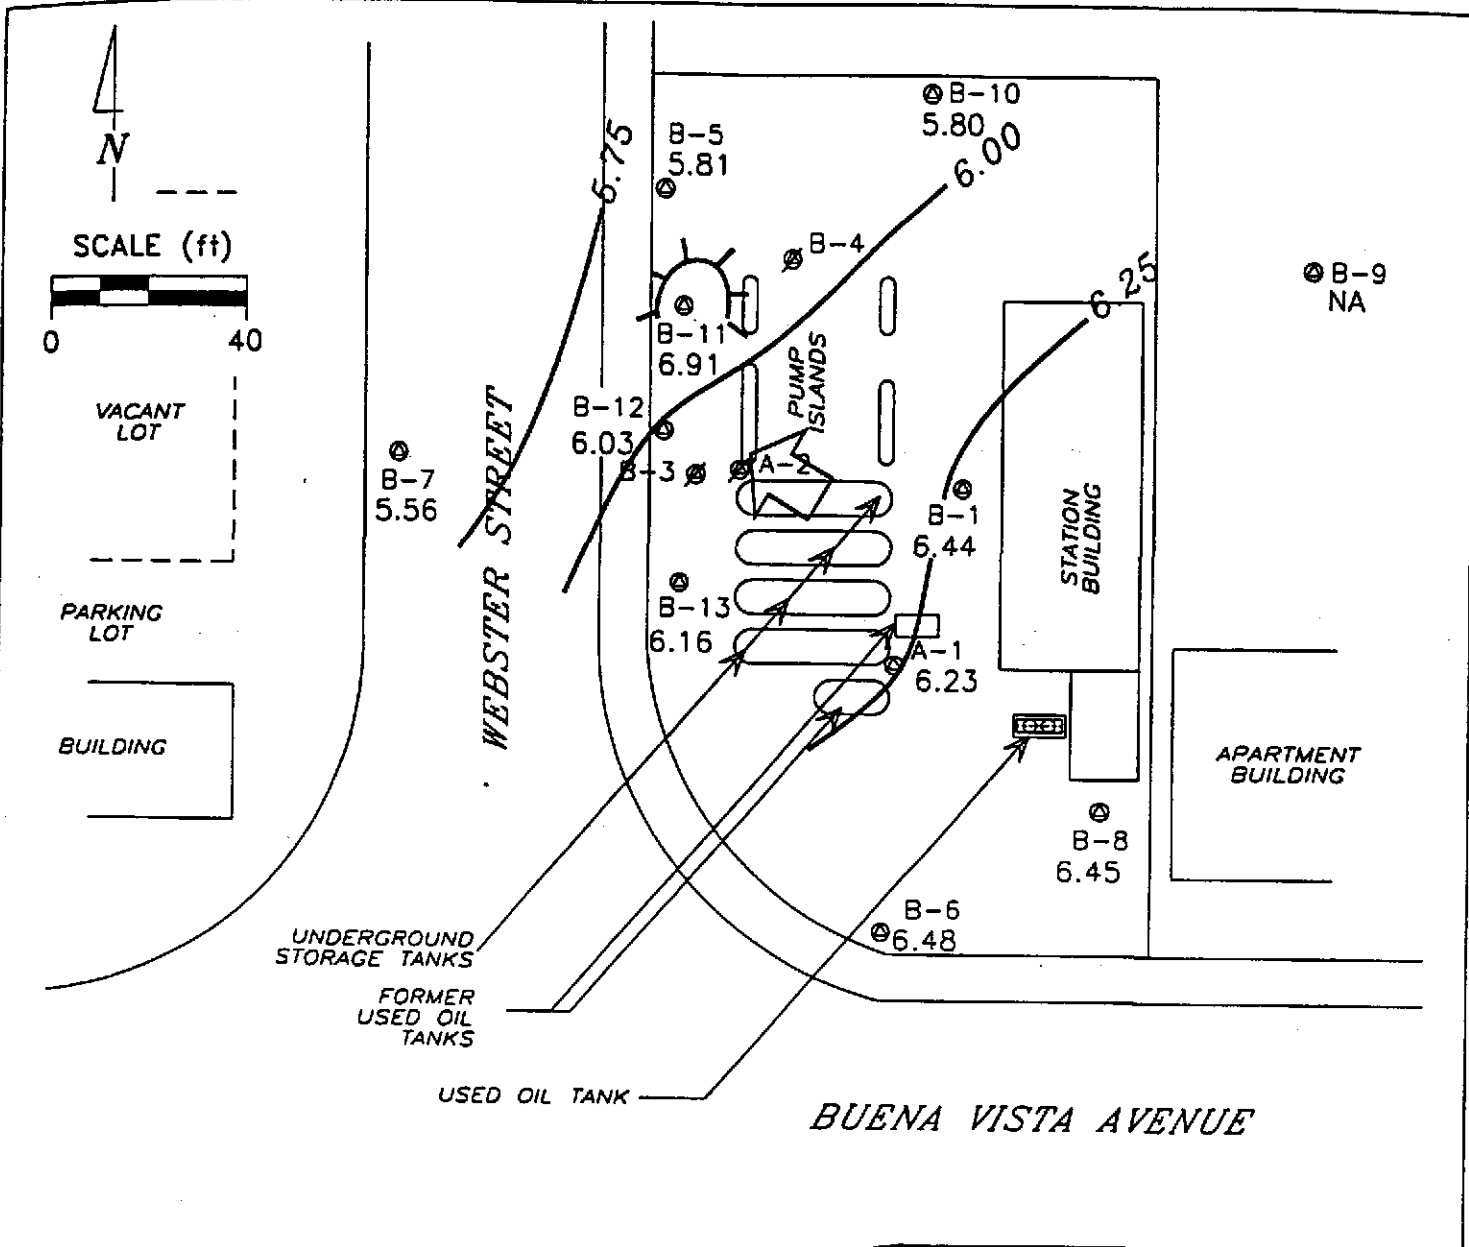 N
SCALE (ft)
0 40
5.75
B-5
5.81
B-10
5.80
6.00
B-4
6.25
B-9
NA
B-11
6.91
PUMP
ISLANDS
VACANT
LOT
B-12
6.03
B-3
A-2
B-7
5.56
WEBSTER STREET
B-1
6.44
STATION
BUILDING
PARKING
LOT
B-13
6.16
A-1
6.23
BUILDING
APARTMENT
BUILDING
B-8
6.45
B-6
6.48
UNDERGROUND
STORAGE TANKS
FORMER
USED OIL
TANKS
USED OIL TANK
BUENA VISTA AVENUE